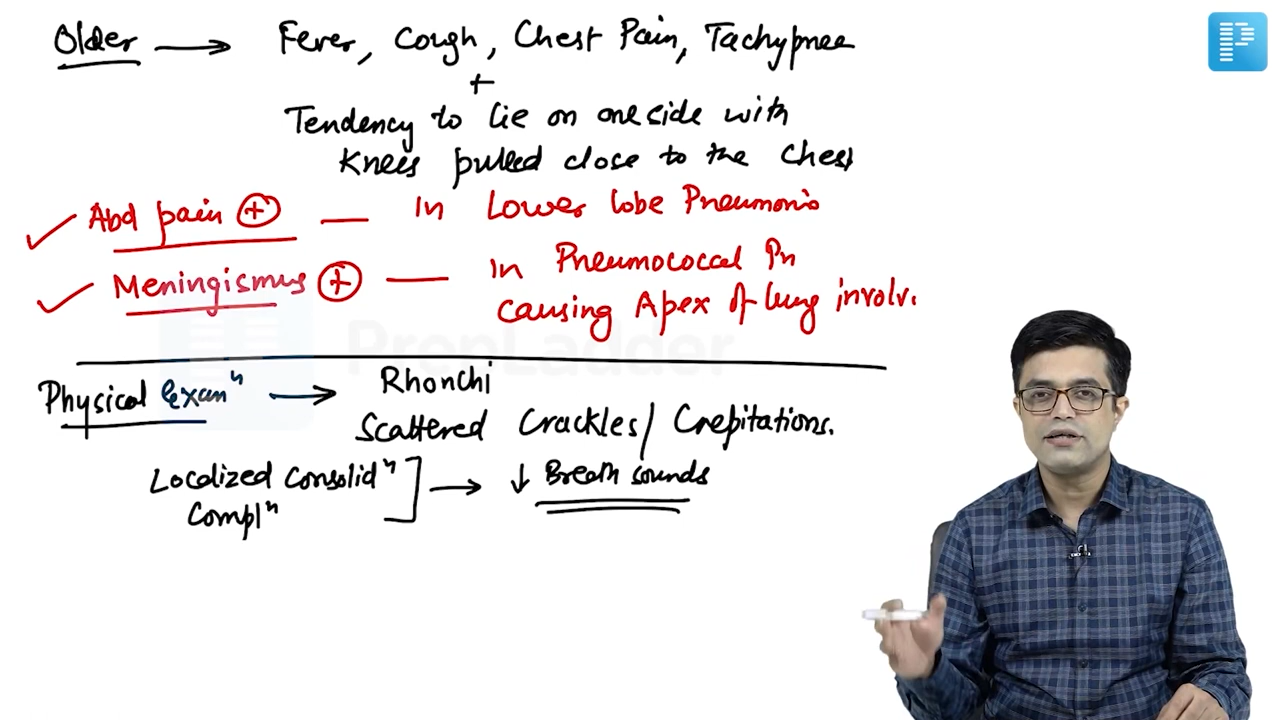 Older → Fever, Cough, Chest Pain, Tachypnea
+
Tendency to lie on one side with
Knees pulled close to the Chest
✓ Abd pain ⊕ — In Lower lobe Pneumonia
✓ Meningismus ⊕ — In Pneumococcal Pn
causing Apex of lung involv.
PrepLadder
Physical exanⁿ → Rhonchi
Scattered Crackles/ Crepitations.
Localized Consolidⁿ ] → ↓ Breath sounds
Complⁿ